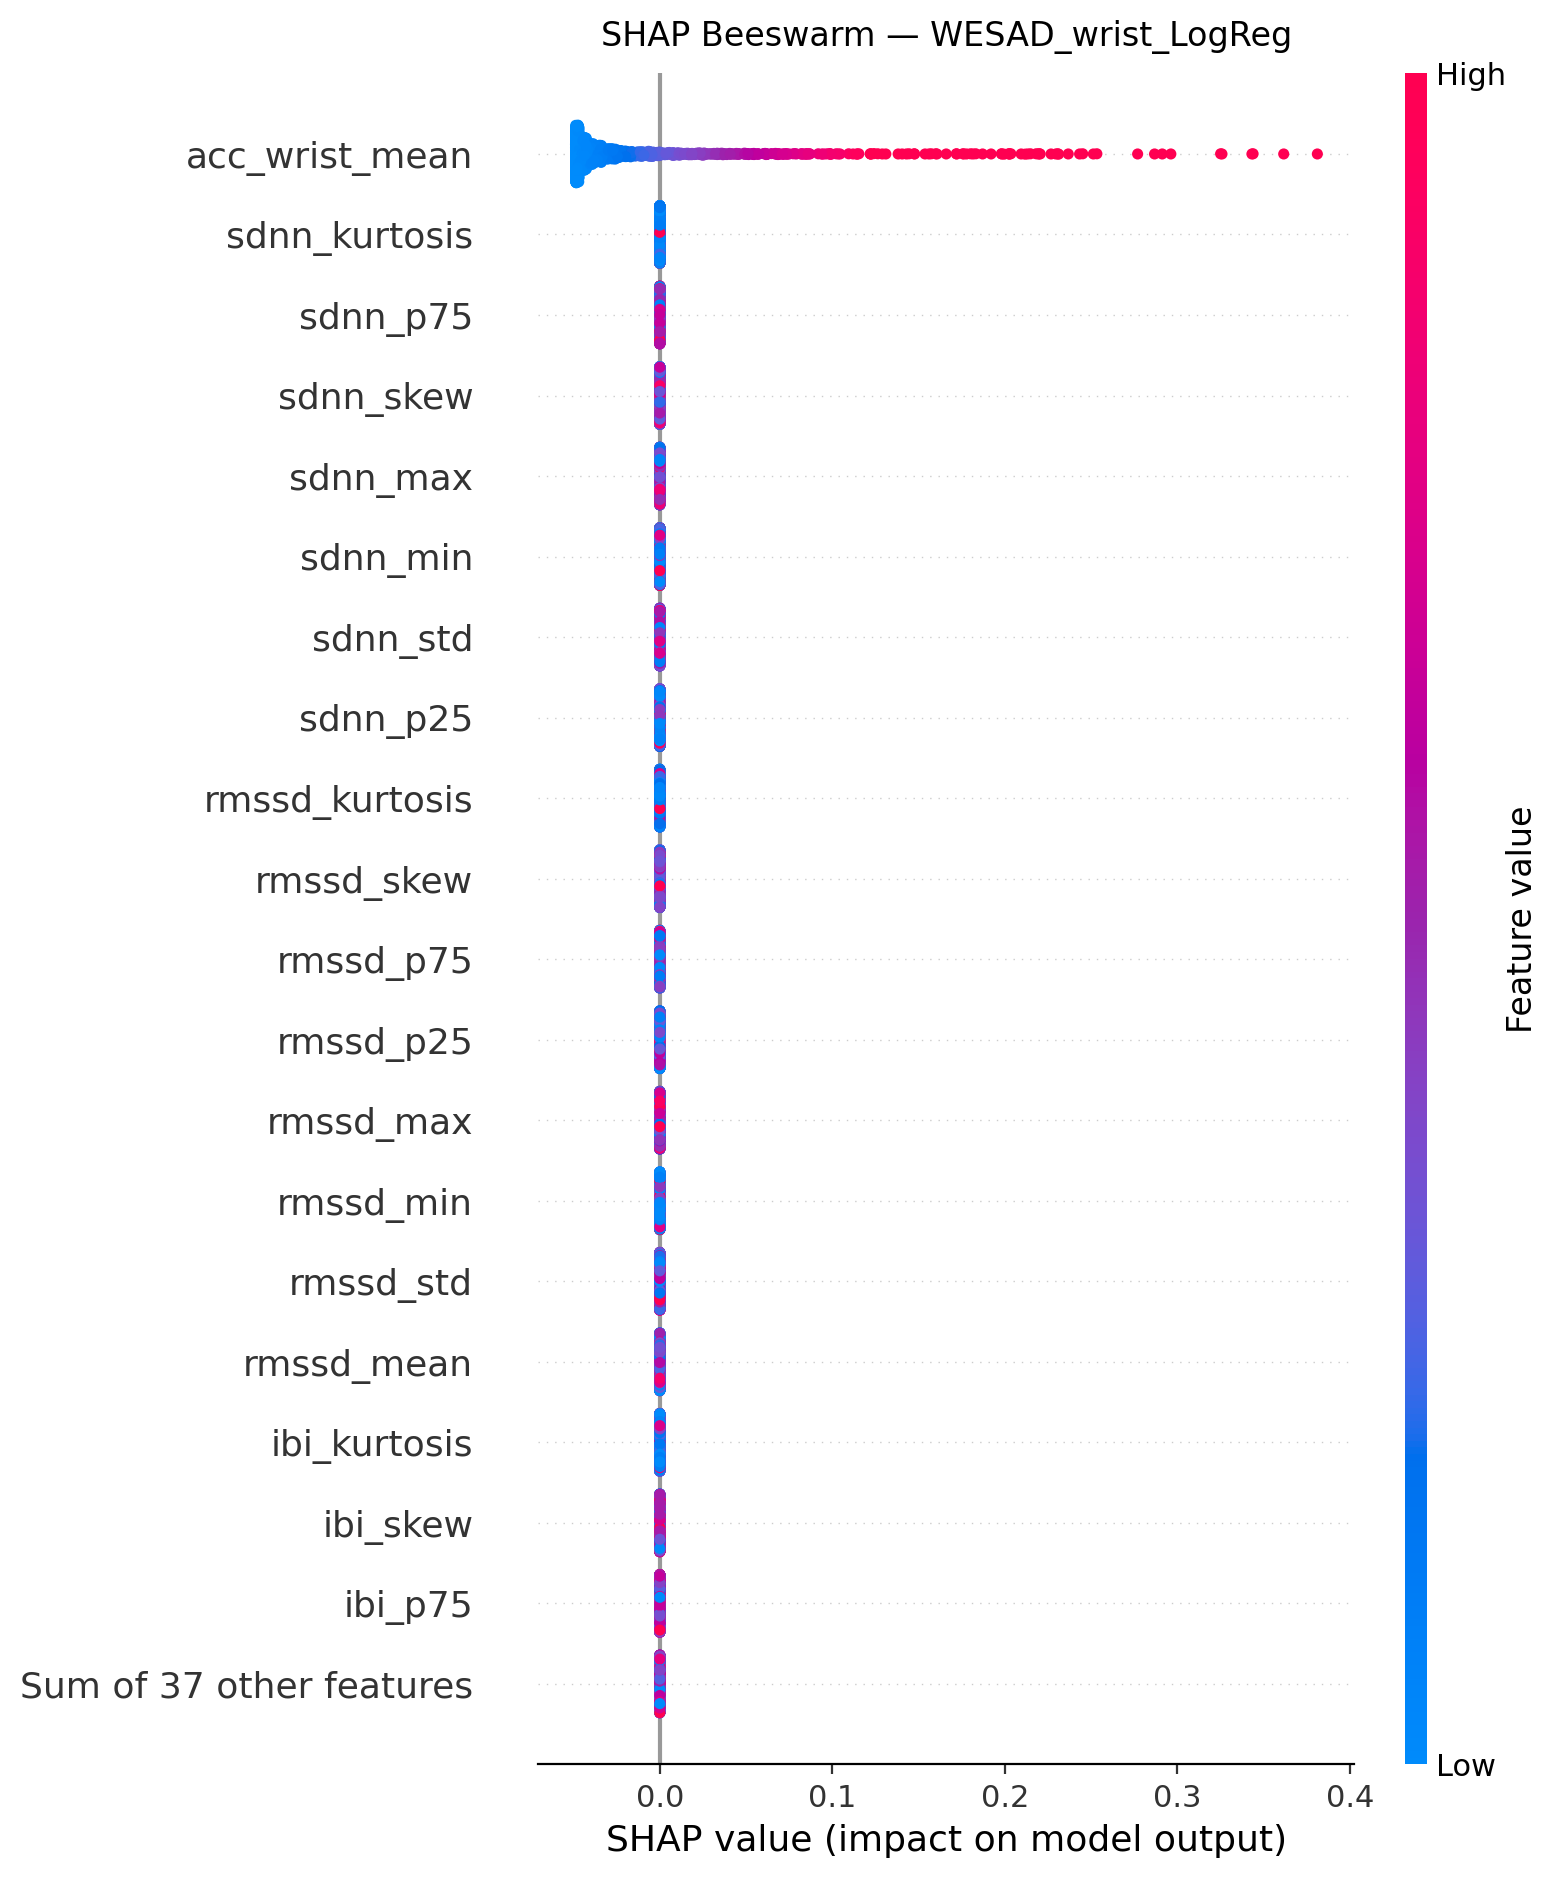 SHAP Beeswarm — WESAD_wrist_LogReg
High
acc_wrist_mean
sdnn_kurtosis
sdnn_p75
sdnn_skew
sdnn_max
sdnn_min
sdnn_std
sdnn_p25
rmssd_kurtosis
rmssd_skew
rmssd_p75
rmssd_p25
rmssd_max
rmssd_min
rmssd_std
rmssd_mean
ibi_kurtosis
ibi_skew
ibi_p75
Sum of 37 other features
Feature value
Low
0.0 0.1 0.2 0.3 0.4
SHAP value (impact on model output)